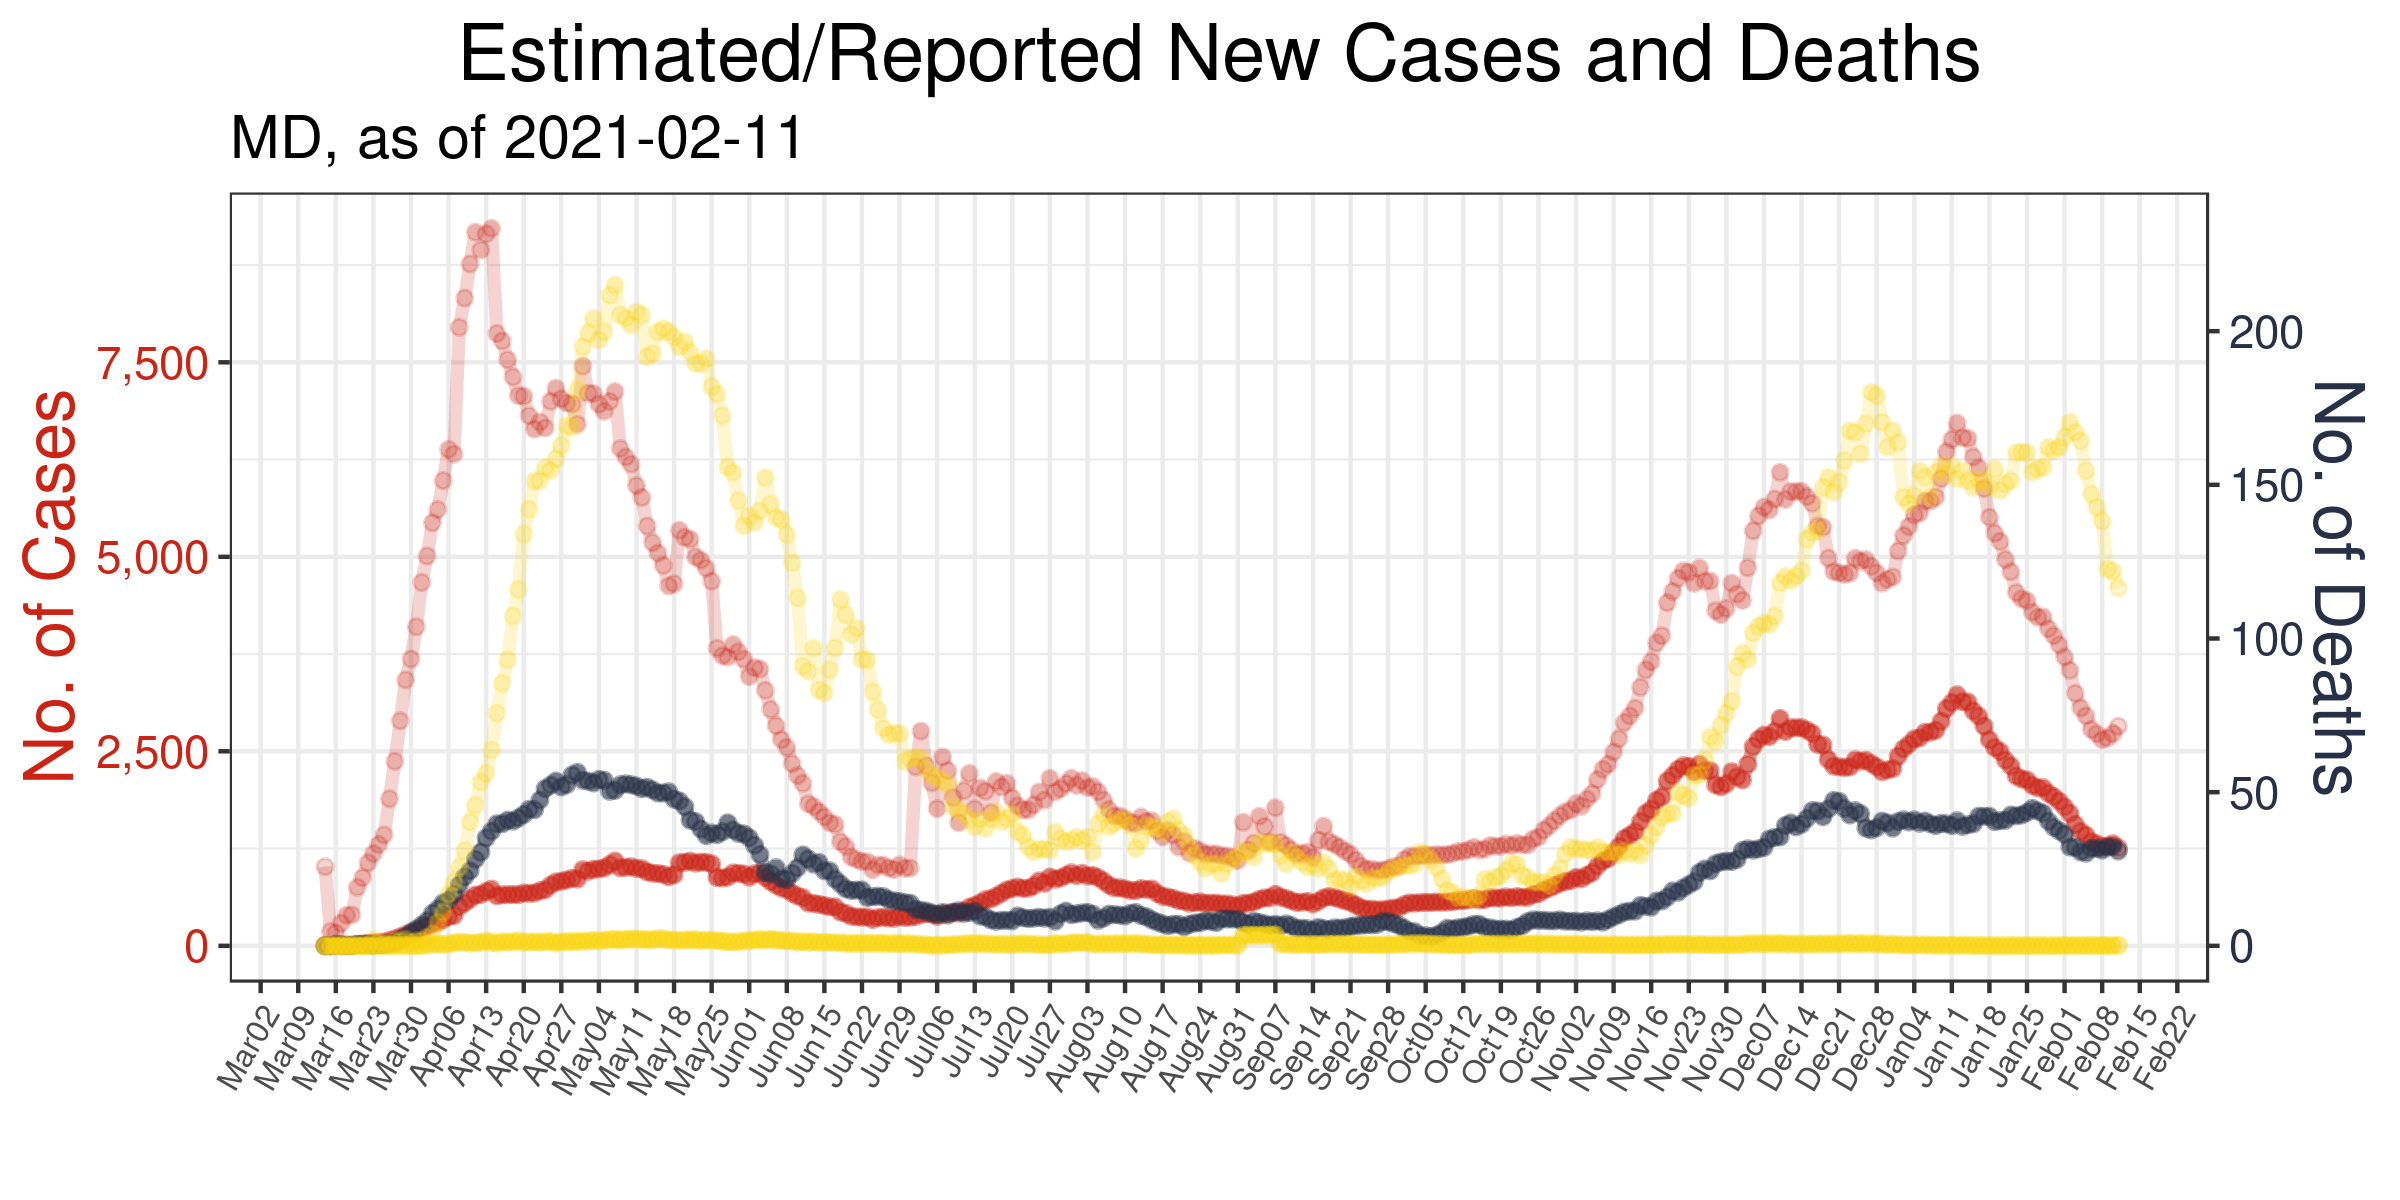 Estimated/Reported New Cases and Deaths
MD, as of 2021-02-11
No. of Cases
7,500
5,000
2,500
0
200
150
100
50
0
No. of Deaths
Mar02 Mar09 Mar16 Mar23 Mar30 Apr06 Apr13 Apr20 Apr27 May04 May11 May18 May25 Jun01 Jun08 Jun15 Jun22 Jun29 Jul06 Jul13 Jul20 Jul27 Aug03 Aug10 Aug17 Aug24 Aug31 Sep07 Sep14 Sep21 Sep28 Oct05 Oct12 Oct19 Oct26 Nov02 Nov09 Nov16 Nov23 Nov30 Dec07 Dec14 Dec21 Dec28 Jan04 Jan11 Jan18 Jan25 Feb01 Feb08 Feb15 Feb22